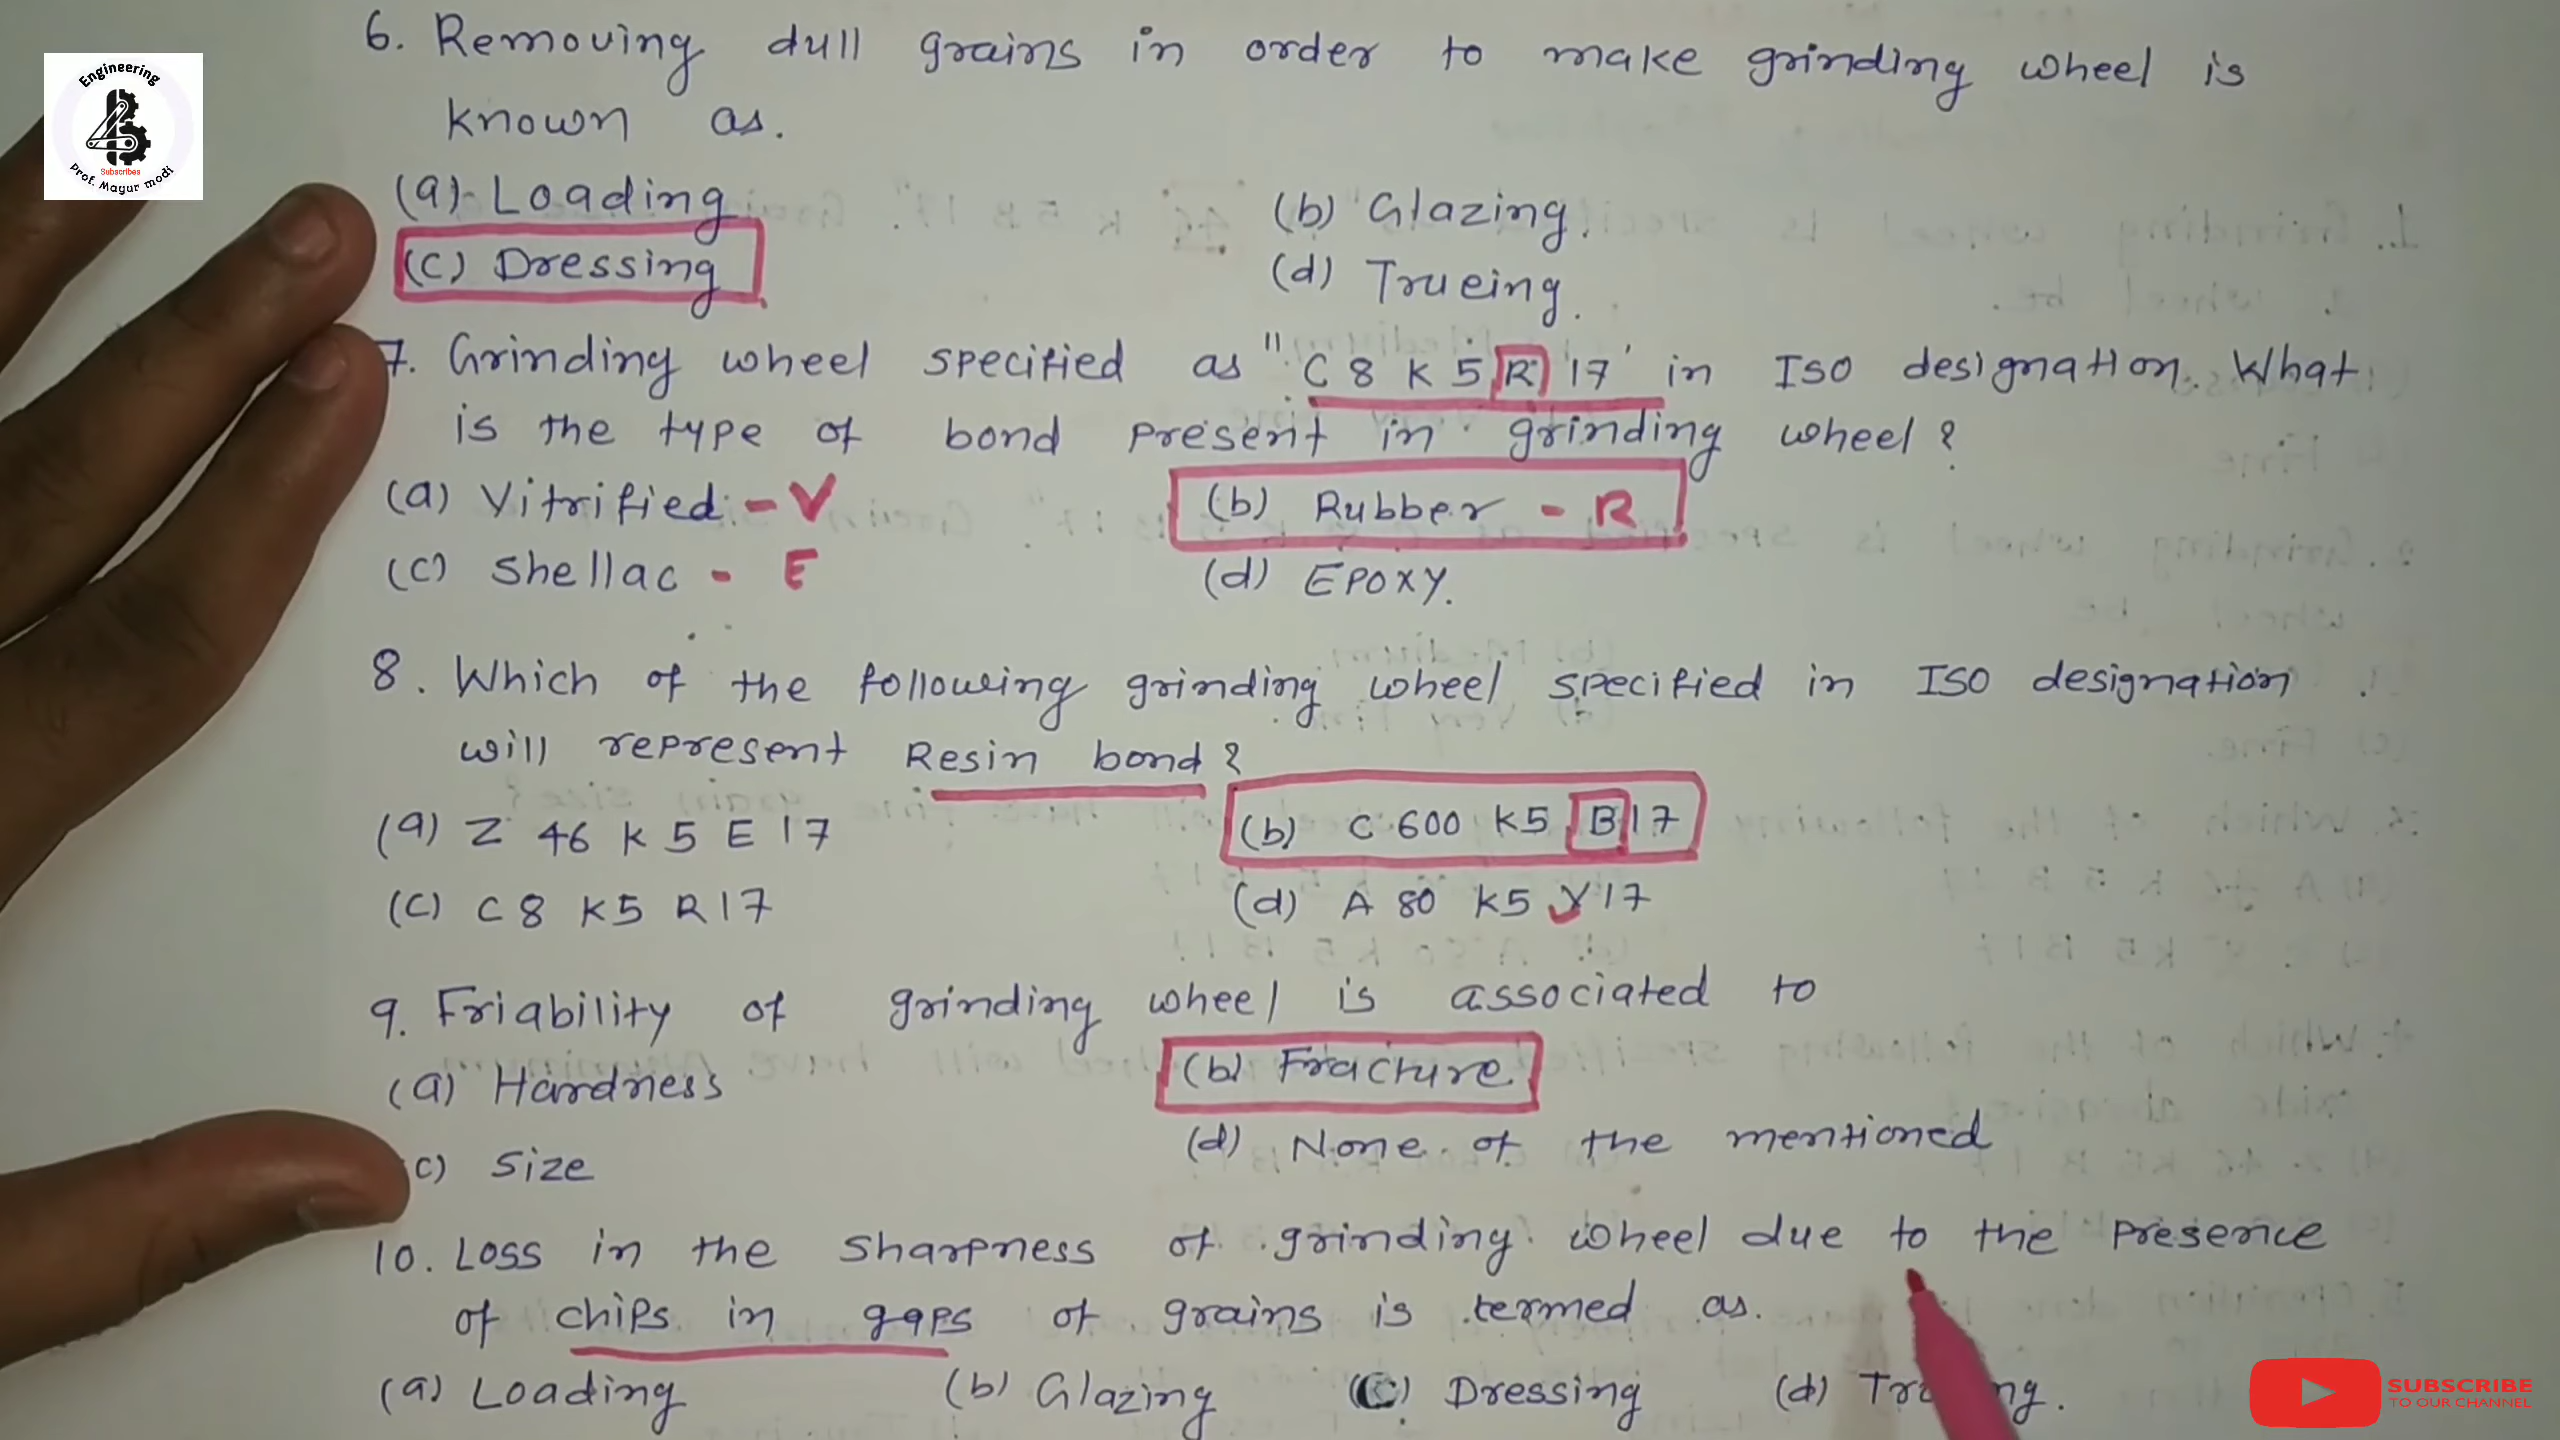 Engineering
Subscribes
Prof. Mayur modi
6. Removing dull grains in order to make grinding wheel is
known as.
(a) Loading
(b) Glazing.
(c) Dressing
(d) Trueing.
7. Grinding wheel specified as "C 8 K 5 R 17' in ISO designation. What
is the type of bond present in grinding wheel?
(a) Vitrified - V
(b) Rubber - R
(c) Shellac - E
(d) EPOXY.
8. Which of the following grinding wheel specified in ISO designation
will represent Resin bond?
(a) Z 46 K 5 E 17
(b) C 600 K5 B 17
(c) C 8 K5 R 17
(d) A 80 K5 V 17
9. Friability of grinding wheel is associated to
(a) Hardness
(b) Fracture
c) Size
(d) None of the mentioned
10. Loss in the sharpness of grinding wheel due to the presence
of chips in gaps of grains is termed as.
(a) Loading (b) Glazing (c) Dressing (d)
SUBSCRIBE
TO OUR CHANNEL